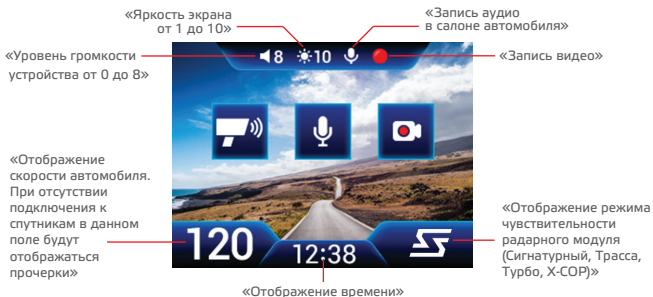 «Яркость экрана
от 1 до 10»
«Запись аудио
в салоне автомобиля»
«Уровень громкости
устройства от 0 до 8»
8 10
«Запись видео»
«Отображение
скорости автомобиля.
При отсутствии
подключения к
спутникам в данном
поле будут
отображаться
прочерки»
«Отображение режима
чувствительности
радарного модуля
(Сигнатурный, Трасса,
Турбо, X-COP)»
120
12:38
«Отображение времени»